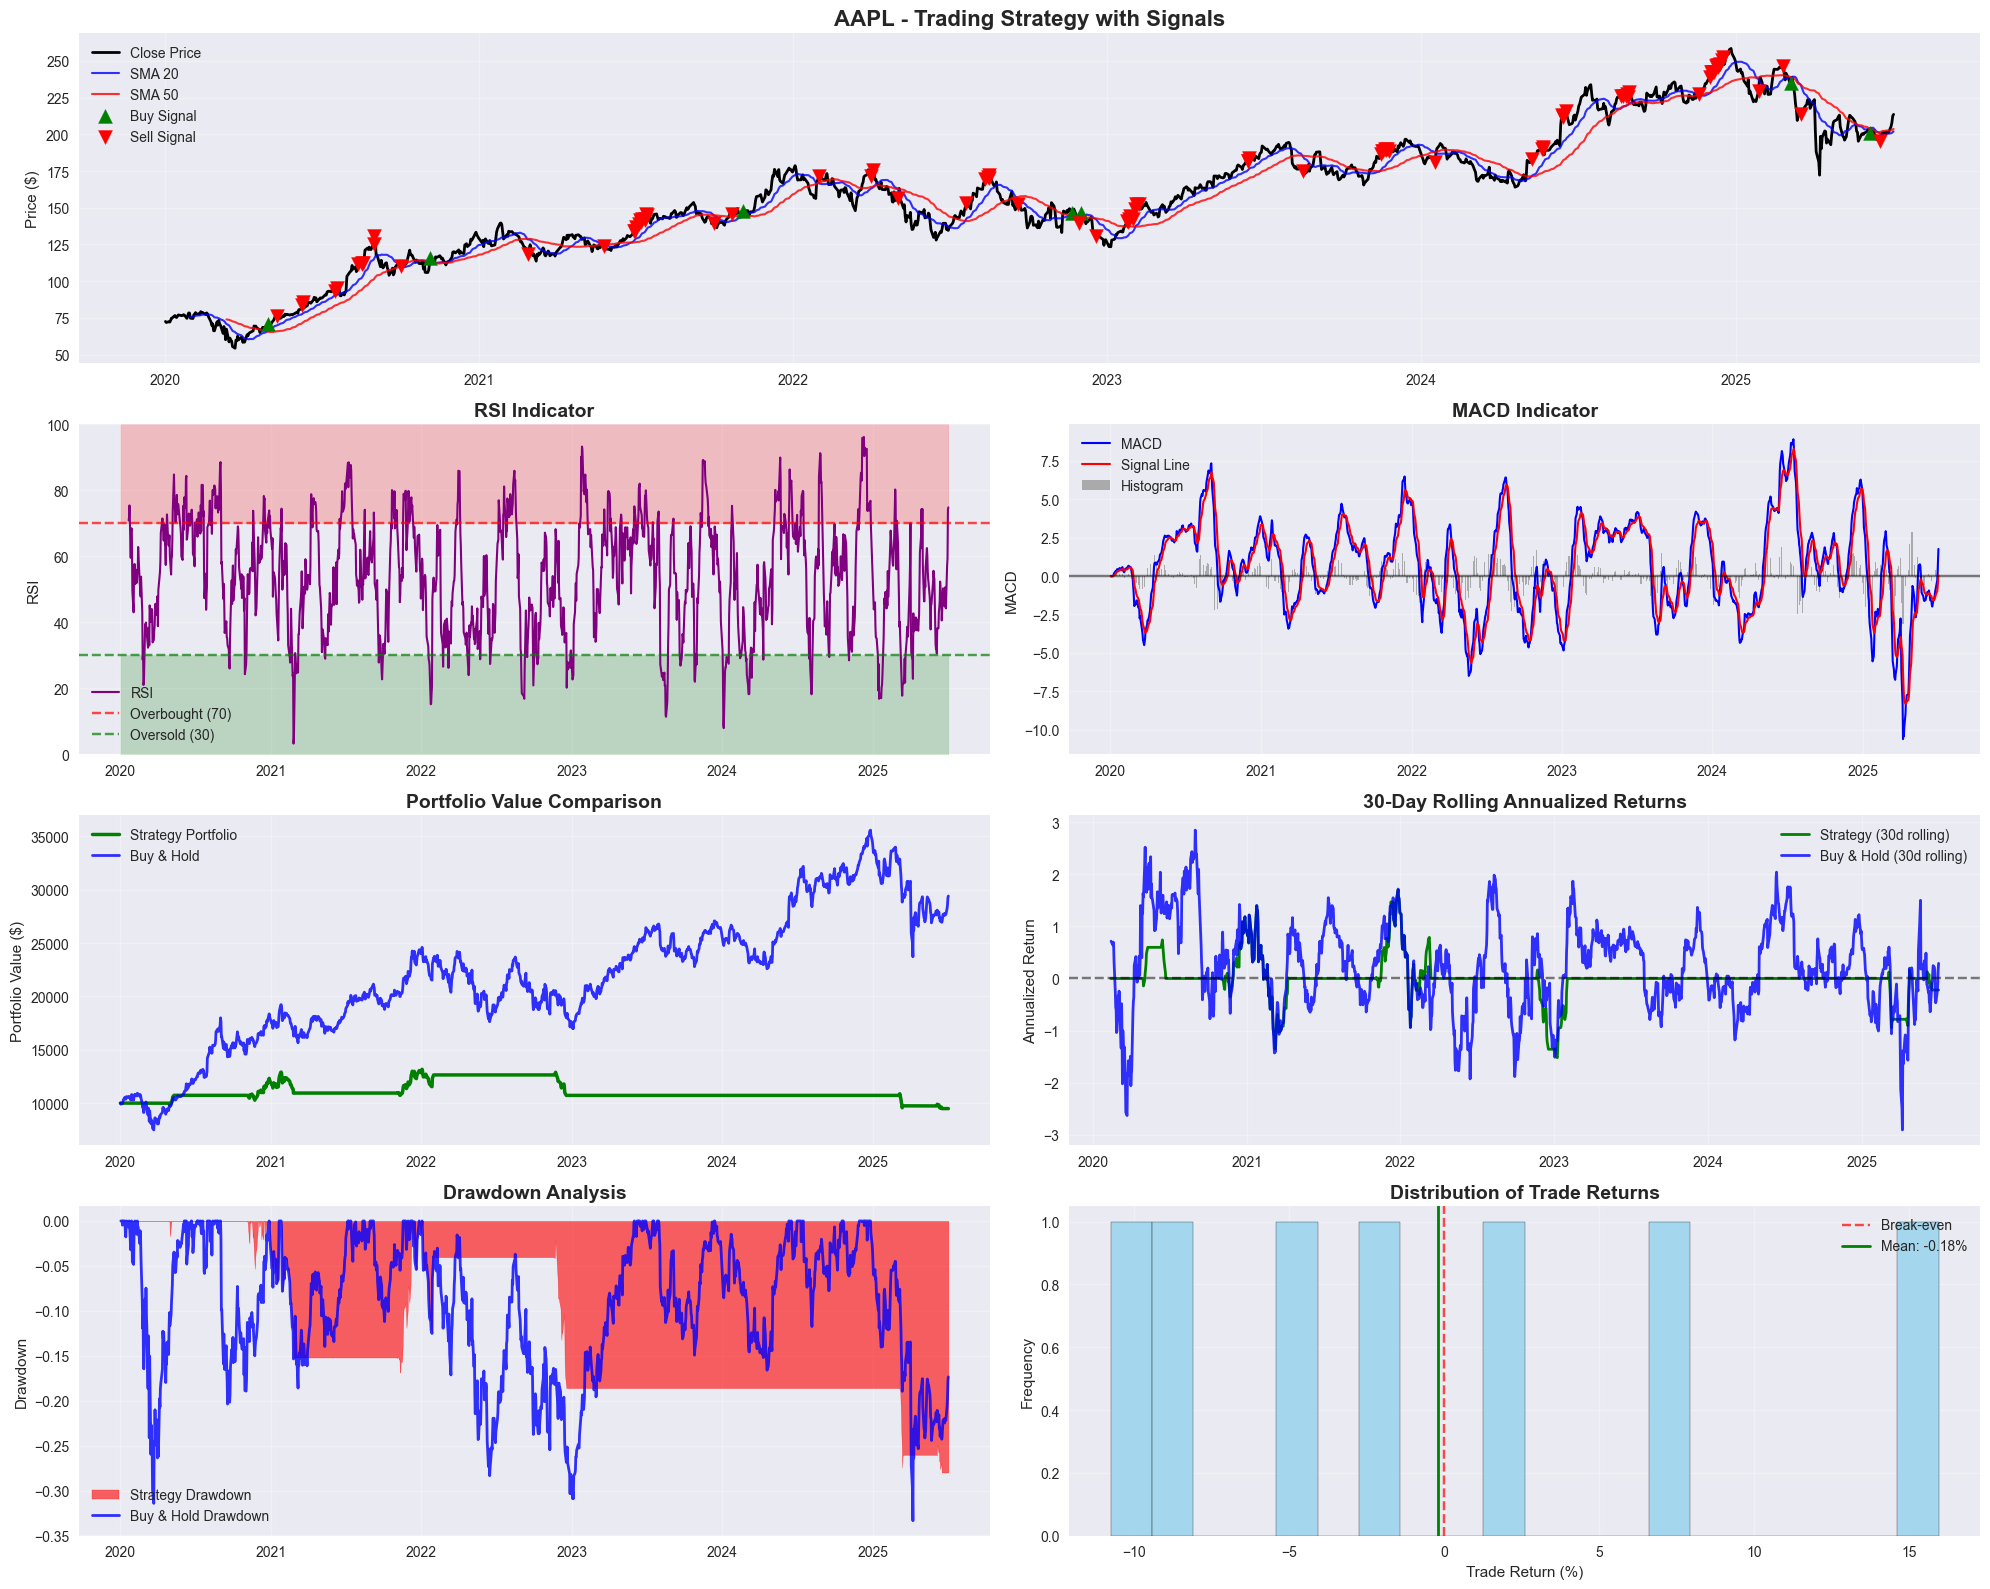 AAPL - Trading Strategy with Signals
Close Price
SMA 20
SMA 50
Buy Signal
Sell Signal
Price ($)
250
225
200
175
150
125
100
75
50
2020 2021 2022 2023 2024 2025
RSI Indicator
RSI
100
80
60
40
20
0
RSI
Overbought (70)
Oversold (30)
2020 2021 2022 2023 2024 2025
MACD Indicator
MACD
Signal Line
Histogram
MACD
7.5
5.0
2.5
0.0
−2.5
−5.0
−7.5
−10.0
2020 2021 2022 2023 2024 2025
Portfolio Value Comparison
Strategy Portfolio
Buy & Hold
Portfolio Value ($)
35000
30000
25000
20000
15000
10000
2020 2021 2022 2023 2024 2025
30-Day Rolling Annualized Returns
Strategy (30d rolling)
Buy & Hold (30d rolling)
Annualized Return
3
2
1
0
−1
−2
−3
2020 2021 2022 2023 2024 2025
Drawdown Analysis
Drawdown
0.00
−0.05
−0.10
−0.15
−0.20
−0.25
−0.30
−0.35
Strategy Drawdown
Buy & Hold Drawdown
2020 2021 2022 2023 2024 2025
Distribution of Trade Returns
Break-even
Mean: -0.18%
Frequency
1.0
0.8
0.6
0.4
0.2
0.0
−10 −5 0 5 10 15
Trade Return (%)